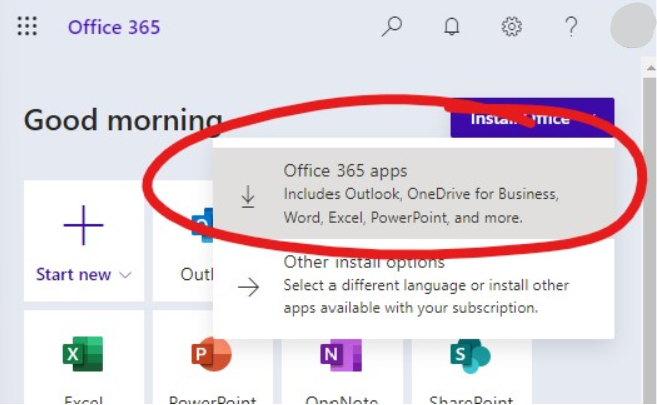 Office 365
Good morning
Install Office
Office 365 apps
Includes Outlook, OneDrive for Business,
Word, Excel, PowerPoint, and more.
Other install options
Select a different language or install other
apps available with your subscription.
Start new
Outl
Excel
PowerPoint
OneNote
SharePoint
X
P
N
S